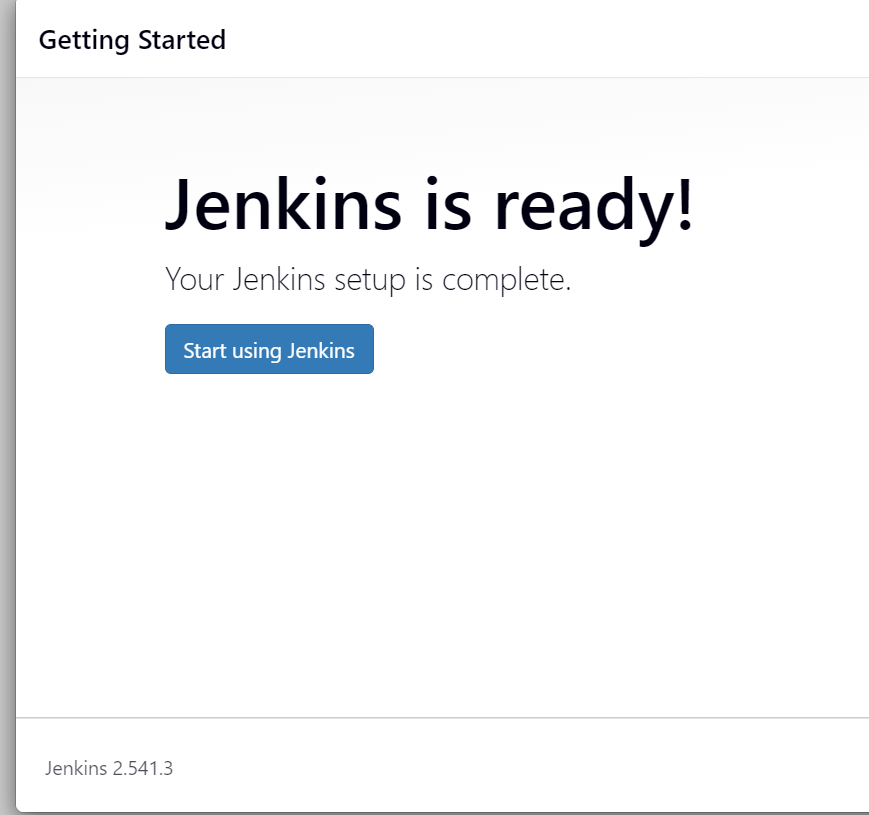 Getting Started
Jenkins is ready!
Your Jenkins setup is complete.
Start using Jenkins
Jenkins 2.541.3